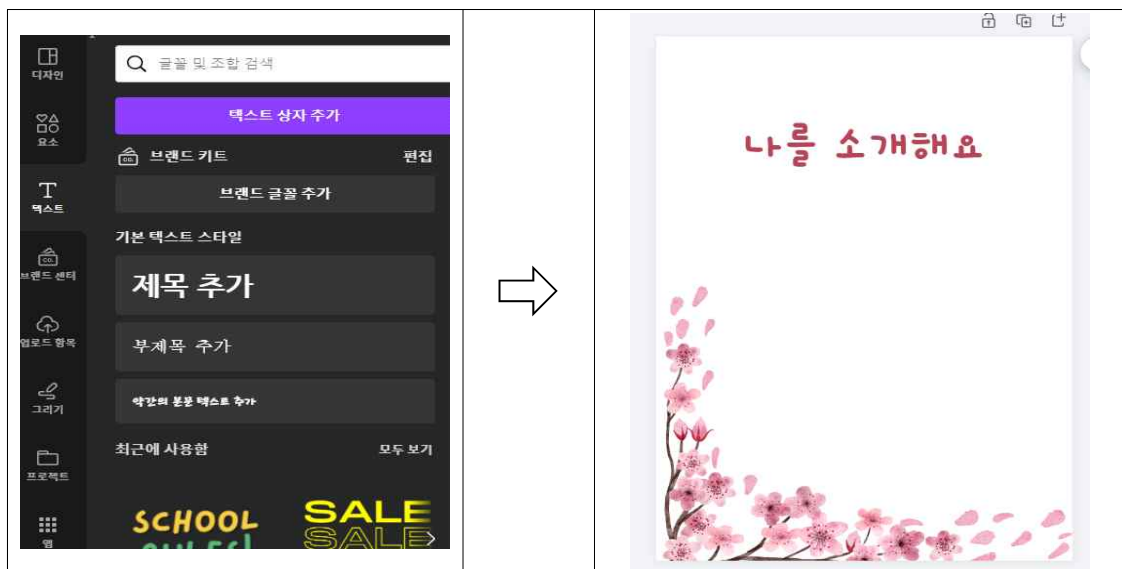 디자인
요소
텍스트
브랜드 센터
업로드 항목
그리기
프로젝트
앱
글꼴 및 조합 검색
텍스트 상자 추가
CO. 브랜드 키트 편집
브랜드 글꼴 추가
기본 텍스트 스타일
제목 추가
부제목 추가
약간의 본문 텍스트 추가
최근에 사용함 모두 보기
SCHOOL
SALE
SALE
나를 소개해요